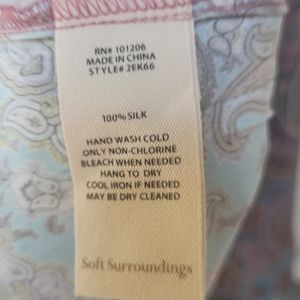 RN# 101206
MADE IN CHINA
STYLE# 2EK66
100% SILK
HAND WASH COLD
ONLY NON-CHLORINE
BLEACH WHEN NEEDED
HANG TO DRY
COOL IRON IF NEEDED
MAY BE DRY CLEANED
Soft Surroundings